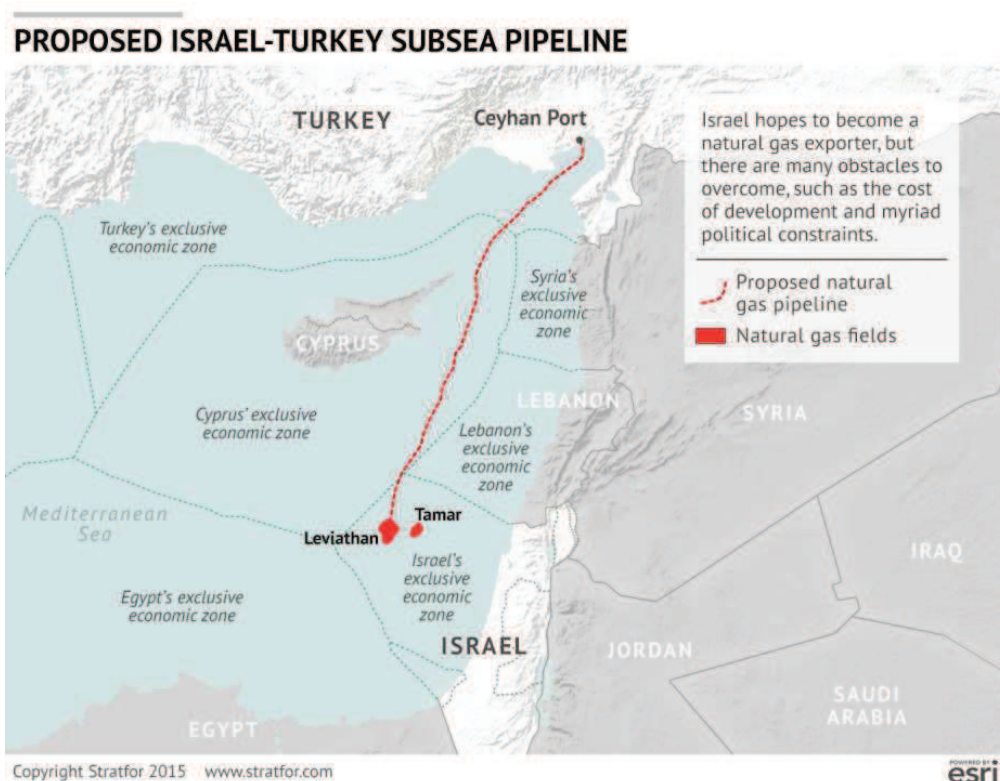 PROPOSED ISRAEL-TURKEY SUBSEA PIPELINE
TURKEY
Ceyhan Port
Israel hopes to become a
natural gas exporter, but
there are many obstacles to
overcome, such as the cost
of development and myriad
political constraints.
Proposed natural
gas pipeline
Natural gas fields
Turkey's exclusive
economic zone
Syria's
exclusive
economic
zone
CYPRUS
LEBANON
SYRIA
Cyprus' exclusive
economic zone
Lebanon's
exclusive
economic
zone
Mediterranean
Sea
Tamar
Leviathan
IRAQ
Israel's
exclusive
economic
zone
Egypt's exclusive
economic zone
ISRAEL
JORDAN
SAUDI
ARABIA
EGYPT
Copyright Stratfor 2015 www.stratfor.com
POWERED BY
esri